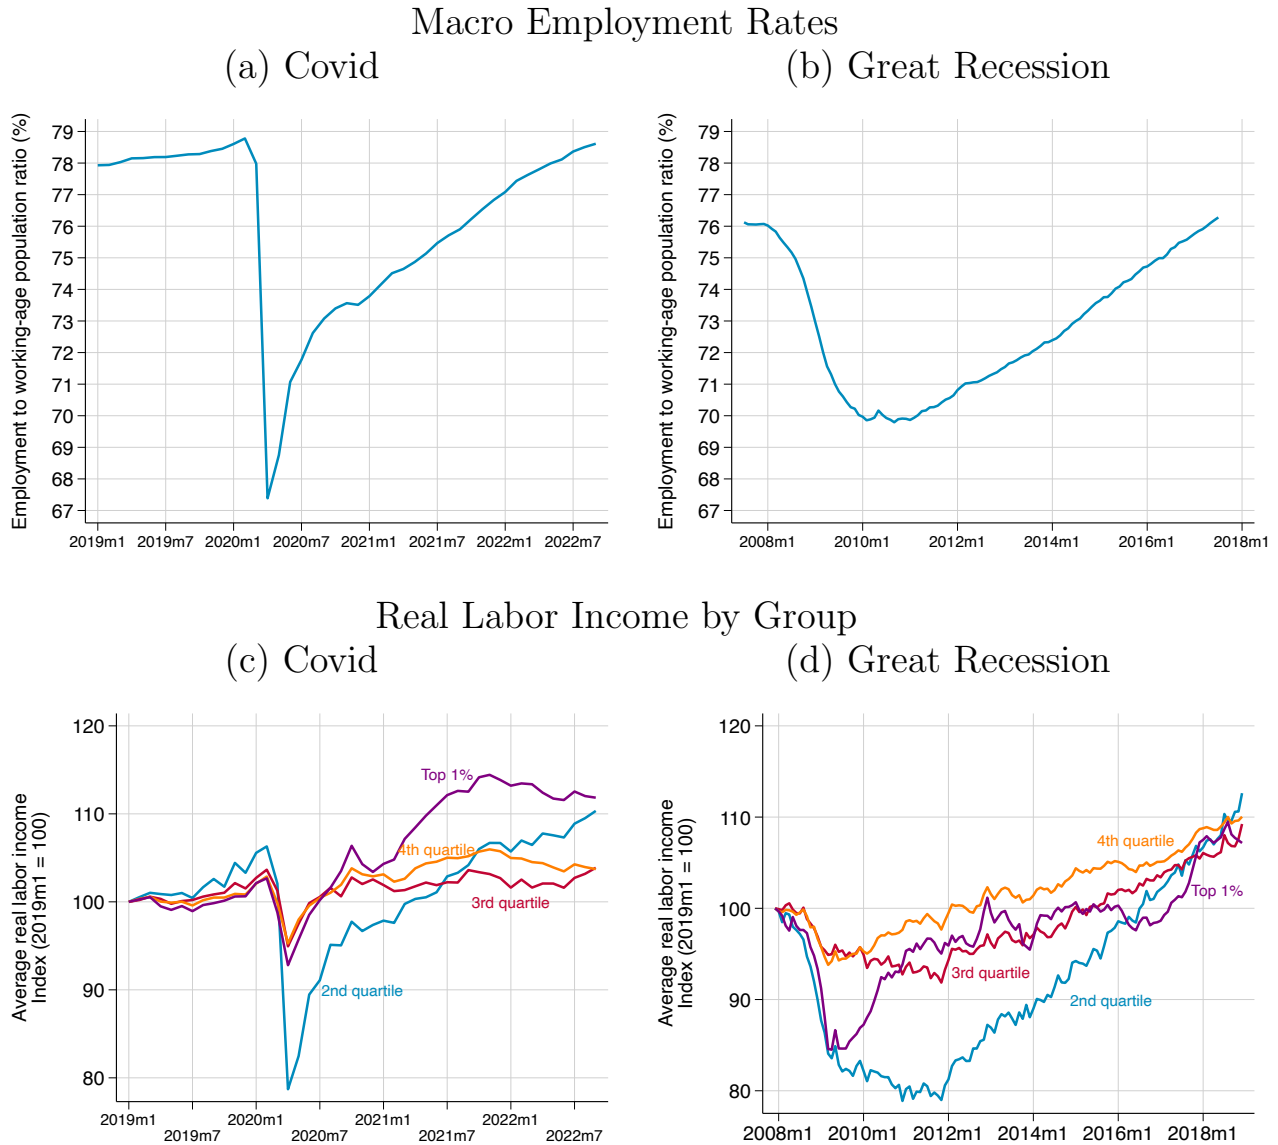 Macro Employment Rates
(a) Covid
(b) Great Recession
Employment to working-age population ratio (%)
79
78
77
76
75
74
73
72
71
70
69
68
67
2019m1
2019m7
2020m1
2020m7
2021m1
2021m7
2022m1
2022m7
Employment to working-age population ratio (%)
79
78
77
76
75
74
73
72
71
70
69
68
67
2008m1
2010m1
2012m1
2014m1
2016m1
2018m1
Real Labor Income by Group
(c) Covid
(d) Great Recession
Average real labor income
Index (2019m1 = 100)
120
110
100
90
80
Top 1%
4th quartile
3rd quartile
2nd quartile
2019m1
2019m7
2020m1
2020m7
2021m1
2021m7
2022m1
2022m7
Average real labor income
Index (2019m1 = 100)
120
110
100
90
80
4th quartile
Top 1%
3rd quartile
2nd quartile
2008m1
2010m1
2012m1
2014m1
2016m1
2018m1